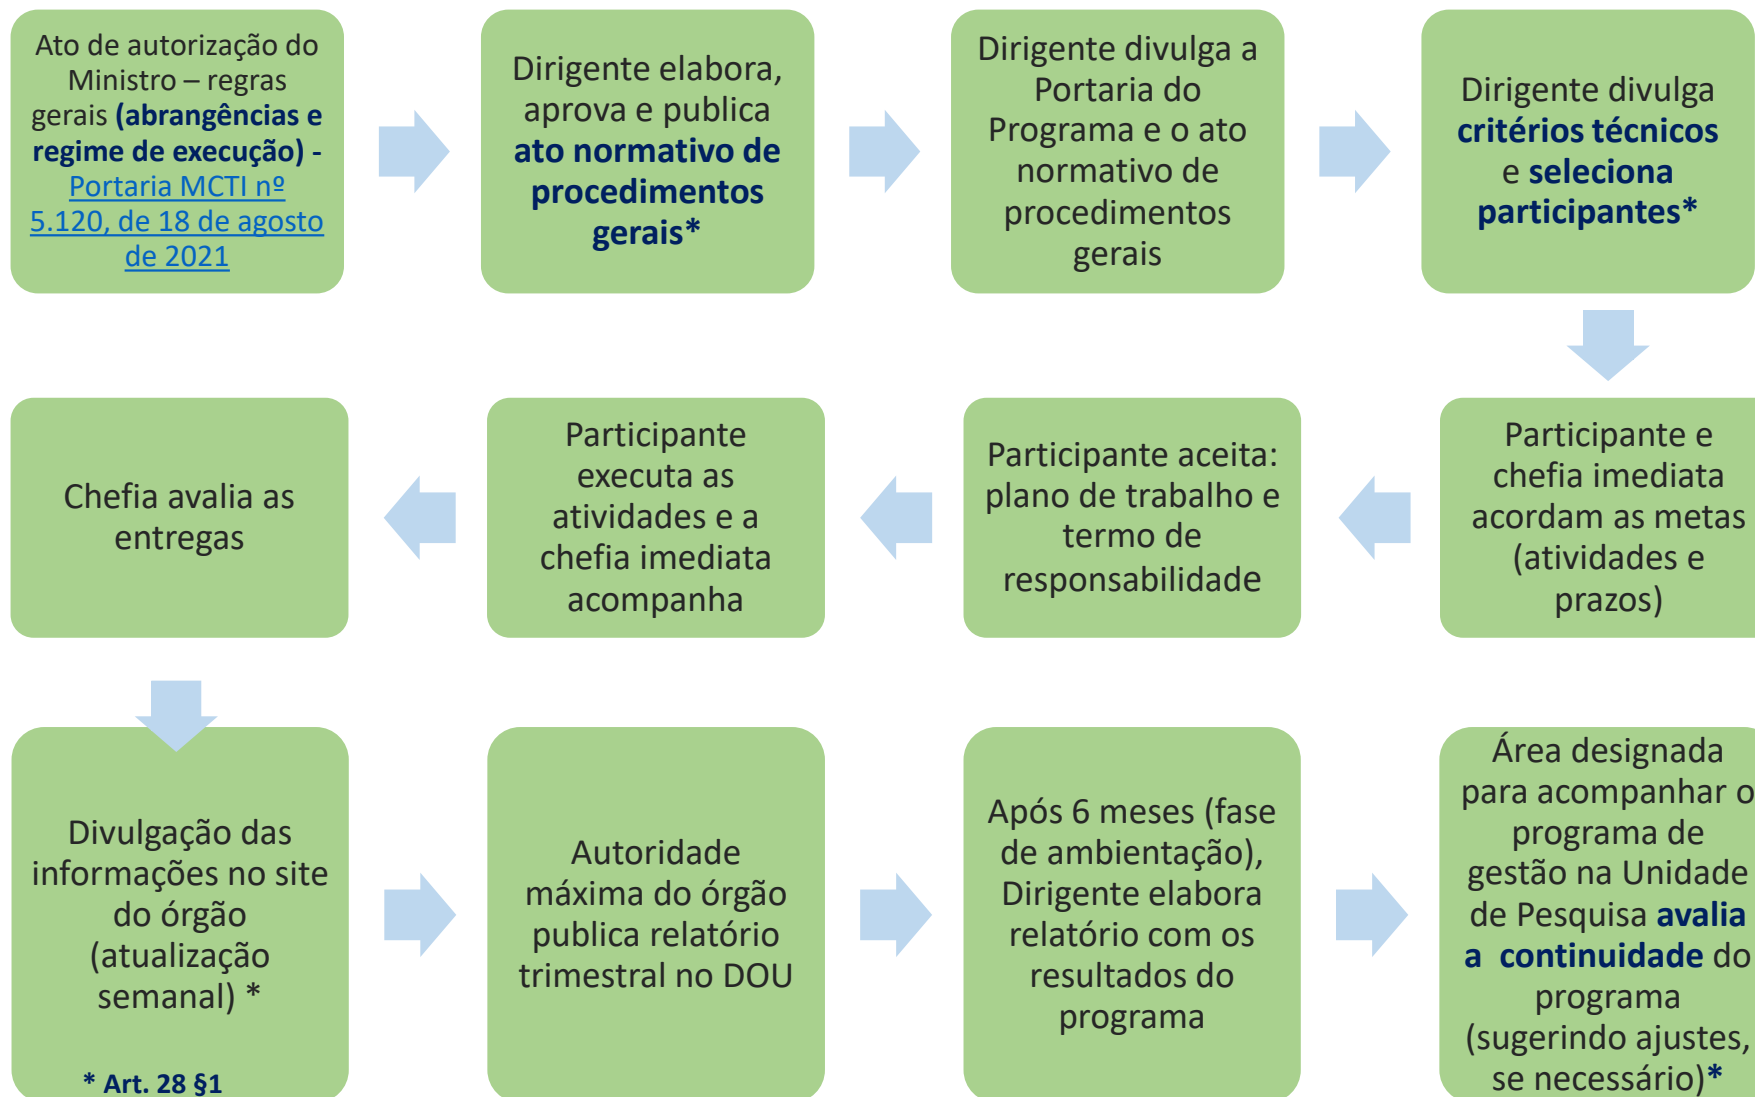 Ato de autorização do
Ministro – regras
gerais (abrangências e
regime de execução) -
Portaria MCTI nº
5.120, de 18 de agosto
de 2021
Dirigente elabora,
aprova e publica
ato normativo de
procedimentos
gerais*
Dirigente divulga a
Portaria do
Programa e o ato
normativo de
procedimentos
gerais
Dirigente divulga
critérios técnicos
e seleciona
participantes*
Participante e
chefia imediata
acordam as metas
(atividades e
prazos)
Participante aceita:
plano de trabalho e
termo de
responsabilidade
Participante
executa as
atividades e a
chefia imediata
acompanha
Chefia avalia as
entregas
Divulgação das
informações no site
do órgão
(atualização
semanal) *
* Art. 28 §1
Autoridade
máxima do órgão
publica relatório
trimestral no DOU
Após 6 meses (fase
de ambientação),
Dirigente elabora
relatório com os
resultados do
programa
Área designada
para acompanhar o
programa de
gestão na Unidade
de Pesquisa avalia
a continuidade do
programa
(sugerindo ajustes,
se necessário)*